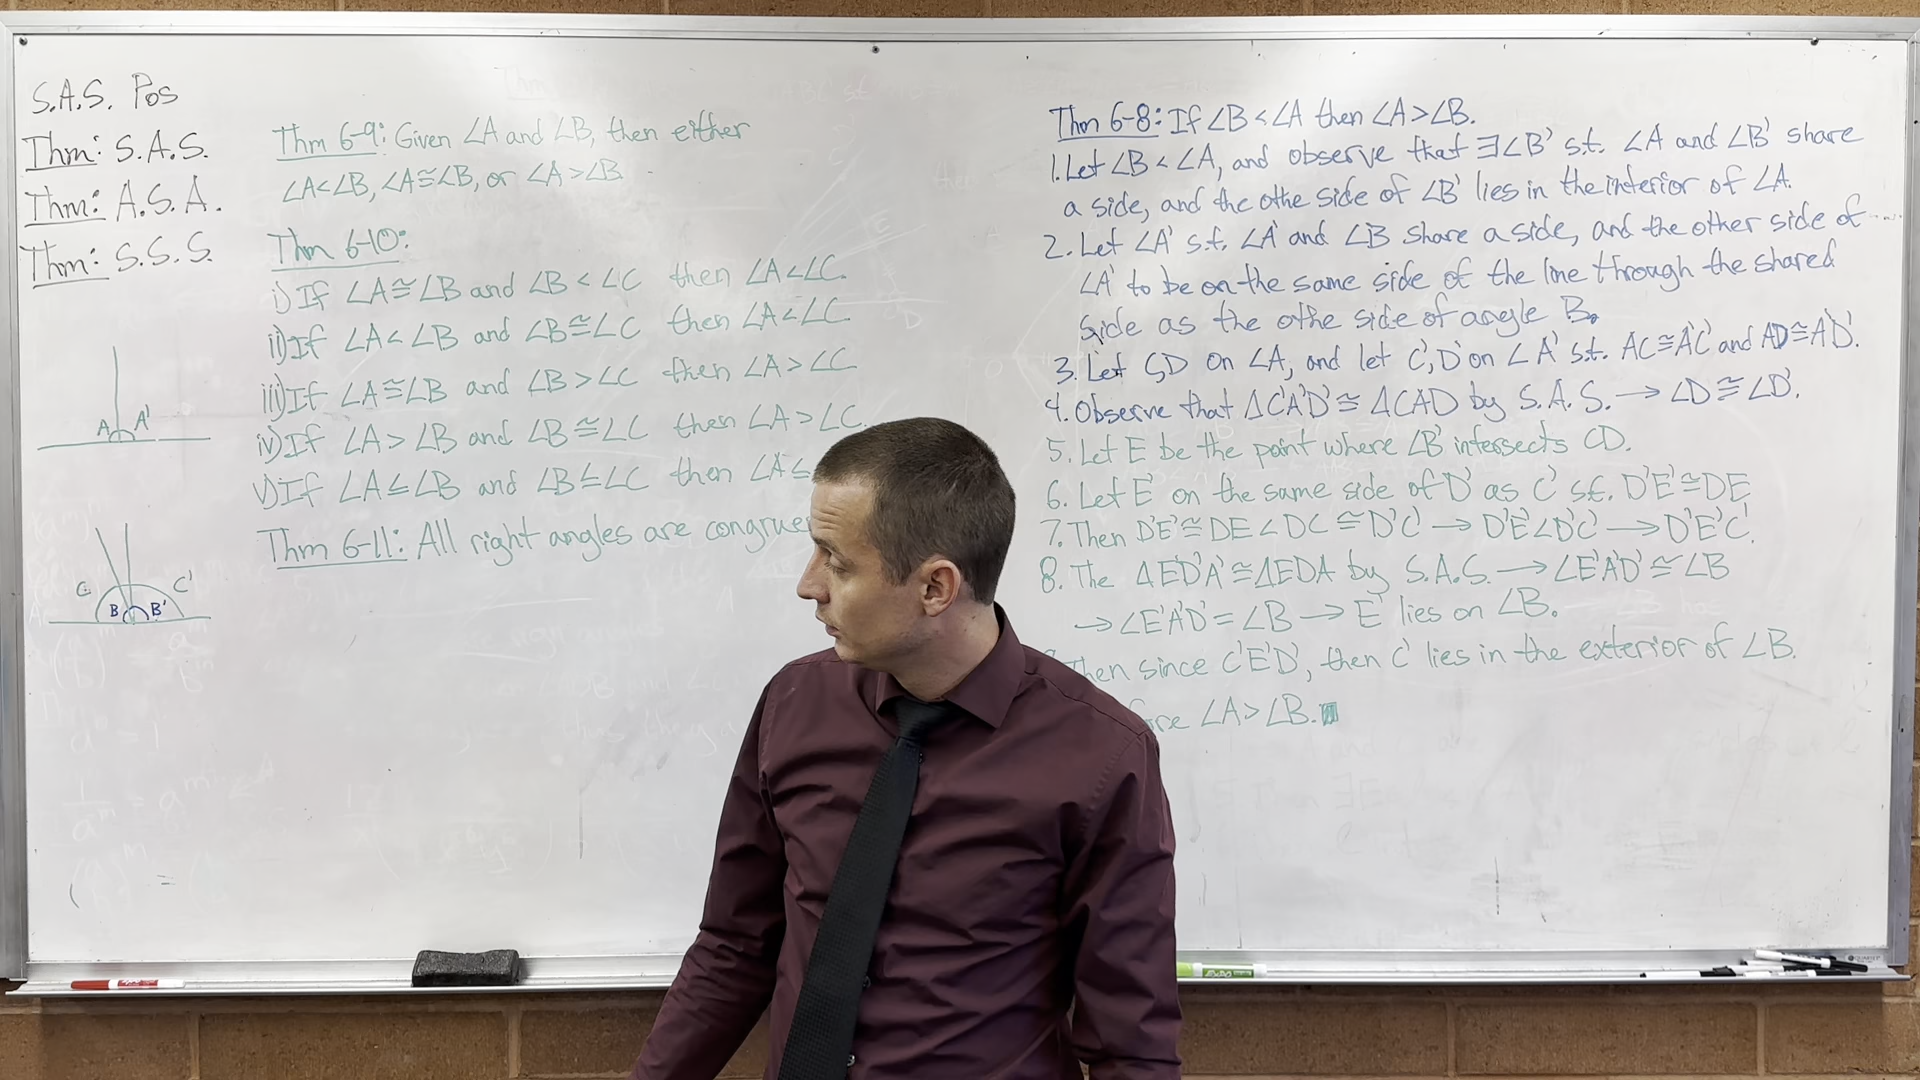 S.A.S. Pos
Thm: S.A.S.
Thm: A.S.A.
Thm: S.S.S.
A A'
C C'
B B'
Thm 6-9: Given ∠A and ∠B, then either
∠A<∠B, ∠A≅∠B, or ∠A>∠B.
Thm 6-10:
i) If ∠A≅∠B and ∠B<∠C then ∠A<∠C.
ii) If ∠A<∠B and ∠B≅∠C then ∠A<∠C.
iii) If ∠A≅∠B and ∠B>∠C then ∠A>∠C.
iv) If ∠A>∠B and ∠B≅∠C then ∠A>∠C.
v) If ∠A≤∠B and ∠B≤∠C then ∠A≤
Thm 6-11: All right angles are congrue
Thm 6-8: If ∠B<∠A then ∠A>∠B.
1. Let ∠B<∠A, and observe that ∃∠B' s.t. ∠A and ∠B' share
a side, and the othe side of ∠B' lies in the interior of ∠A.
2. Let ∠A' s.t. ∠A' and ∠B share a side, and the other side of
∠A' to be on the same side of the line through the shared
side as the othe side of angle B.
3. Let C,D on ∠A, and let C',D' on ∠A' s.t. AC≅A'C' and AD≅A'D'.
4. Observe that ΔC'A'D'≅ΔCAD by S.A.S. → ∠D≅∠D'.
5. Let E be the point where ∠B' intersects CD.
6. Let E' on the same side of D' as C' s.t. D'E'≅DE
7. Then D'E'≅DE<DC≅D'C' → D'E'<D'C' → D'E'C'.
8. The ΔE'D'A'≅ΔEDA by S.A.S. → ∠E'A'D'≅∠B
→ ∠E'A'D'=∠B → E' lies on ∠B.
hen since C'E'D', then C' lies in the exterior of ∠B.
ore ∠A>∠B.